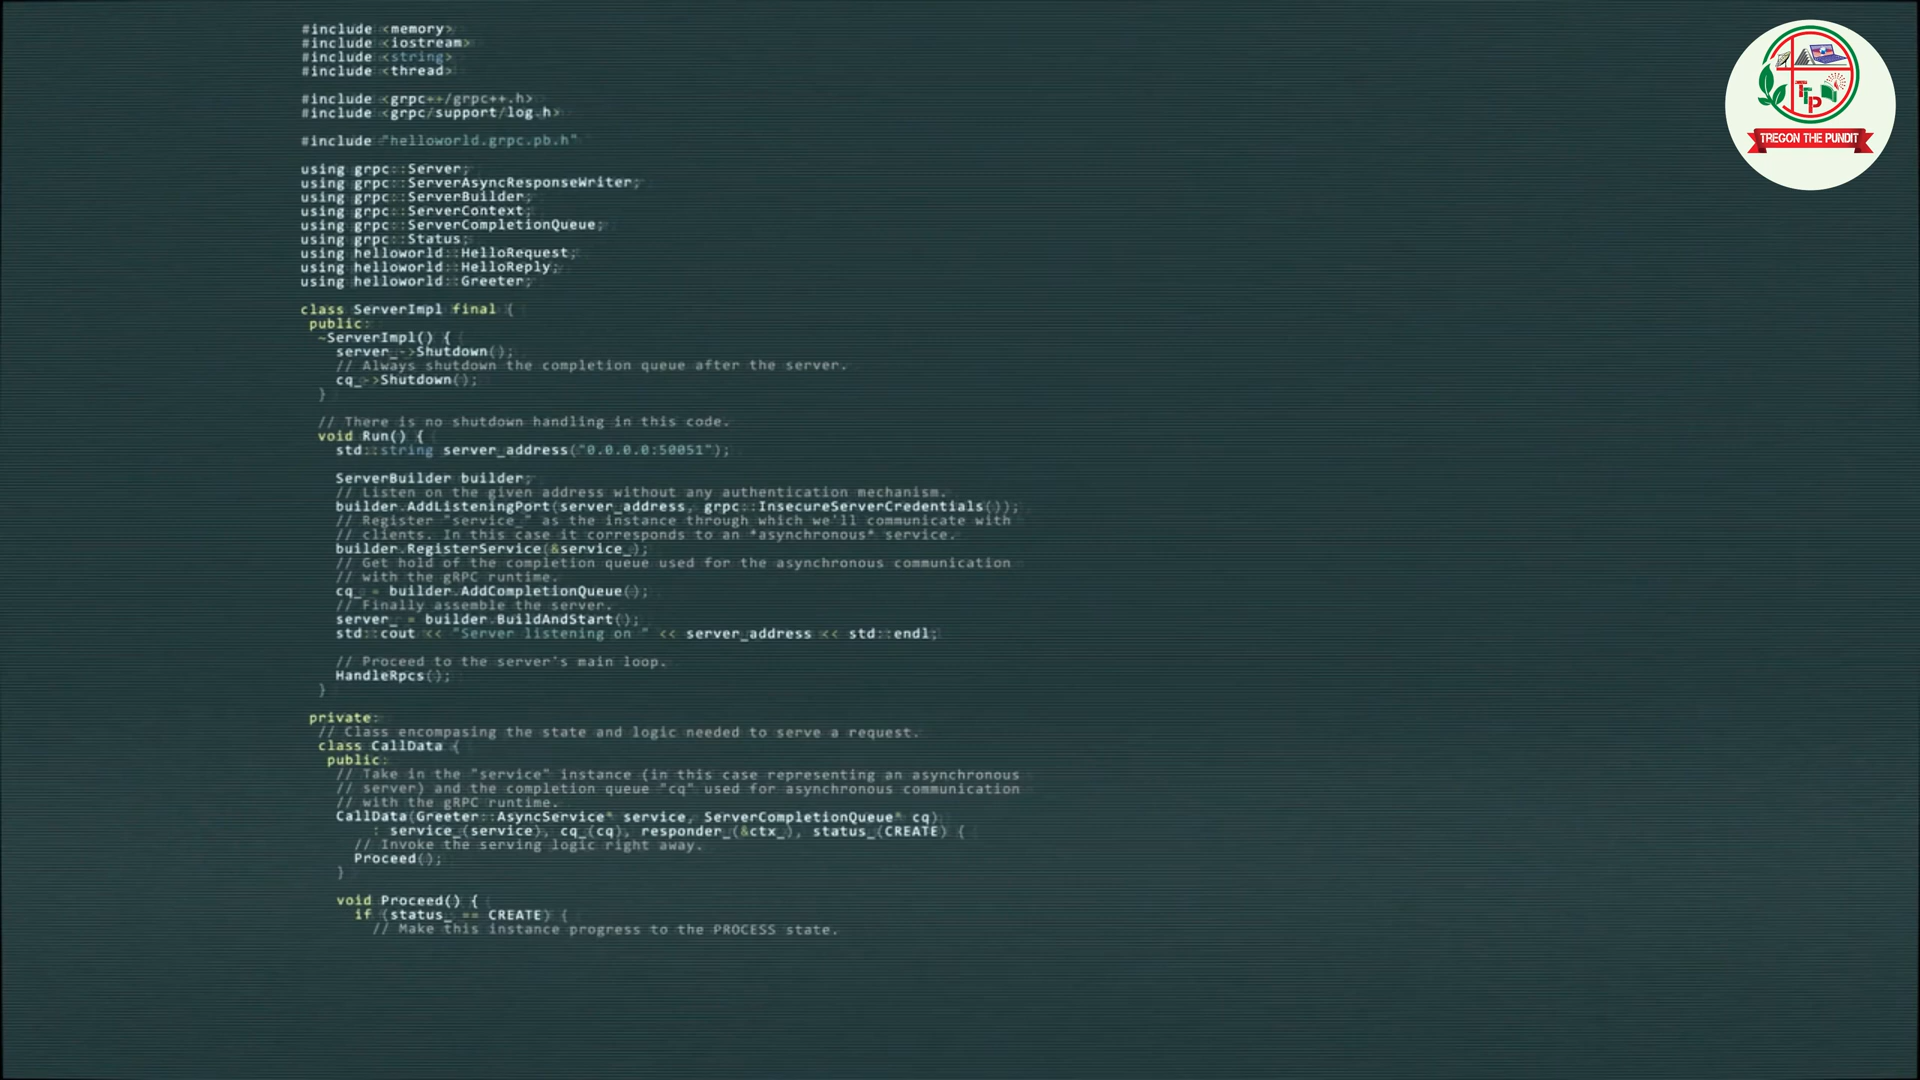 #include <memory>
#include <iostream>
#include <string>
#include <thread>
#include <grpc++/grpc++.h>
#include <grpc/support/log.h>
#include "helloworld.grpc.pb.h"
using grpc::Server;
using grpc::ServerAsyncResponseWriter;
using grpc::ServerBuilder;
using grpc::ServerContext;
using grpc::ServerCompletionQueue;
using grpc::Status;
using helloworld::HelloRequest;
using helloworld::HelloReply;
using helloworld::Greeter;
class ServerImpl final {
public:
~ServerImpl() {
server_->Shutdown();
// Always shutdown the completion queue after the server.
cq_->Shutdown();
}
// There is no shutdown handling in this code.
void Run() {
std::string server_address("0.0.0.0:50051");
ServerBuilder builder;
// Listen on the given address without any authentication mechanism.
builder.AddListeningPort(server_address, grpc::InsecureServerCredentials());
// Register "service_" as the instance through which we'll communicate with
// clients. In this case it corresponds to an *asynchronous* service.
builder.RegisterService(&service_);
// Get hold of the completion queue used for the asynchronous communication
// with the gRPC runtime.
cq_ = builder.AddCompletionQueue();
// Finally assemble the server.
server_ = builder.BuildAndStart();
std::cout << "Server listening on " << server_address << std::endl;
// Proceed to the server's main loop.
HandleRpcs();
}
private:
// Class encompasing the state and logic needed to serve a request.
class CallData {
public:
// Take in the "service" instance (in this case representing an asynchronous
// server) and the completion queue "cq" used for asynchronous communication
// with the gRPC runtime.
CallData(Greeter::AsyncService* service, ServerCompletionQueue* cq)
: service_(service), cq_(cq), responder_(&ctx_), status_(CREATE) {
// Invoke the serving logic right away.
Proceed();
}
void Proceed() {
if (status_ == CREATE) {
// Make this instance progress to the PROCESS state.
TTP
TREGON THE PUNDIT